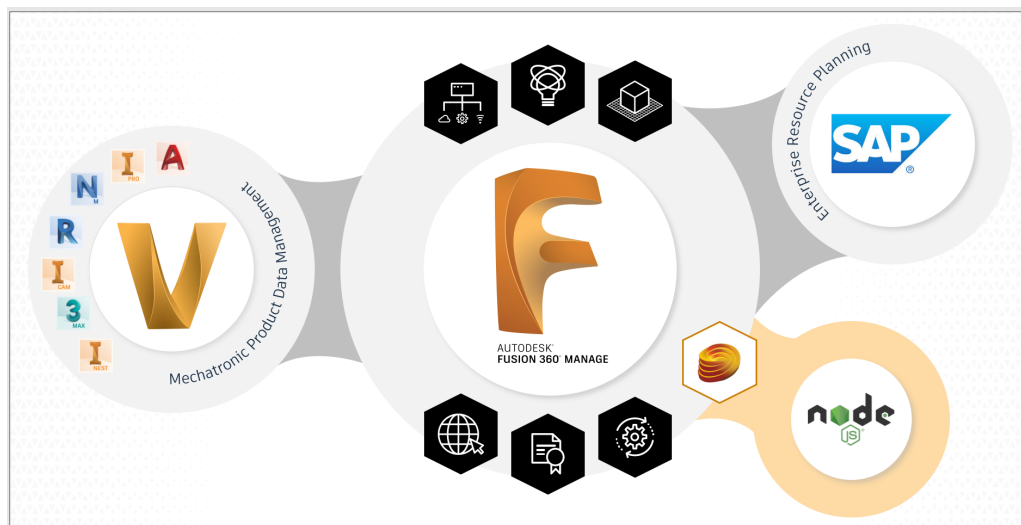 A
I
PRO
N
M
R
I
CAM
3
MAX
I
NEST
V
Mechatronic Product Data Management
F
AUTODESK®
FUSION 360® MANAGE
Enterprise Resource Planning
SAP
®
node
JS
®